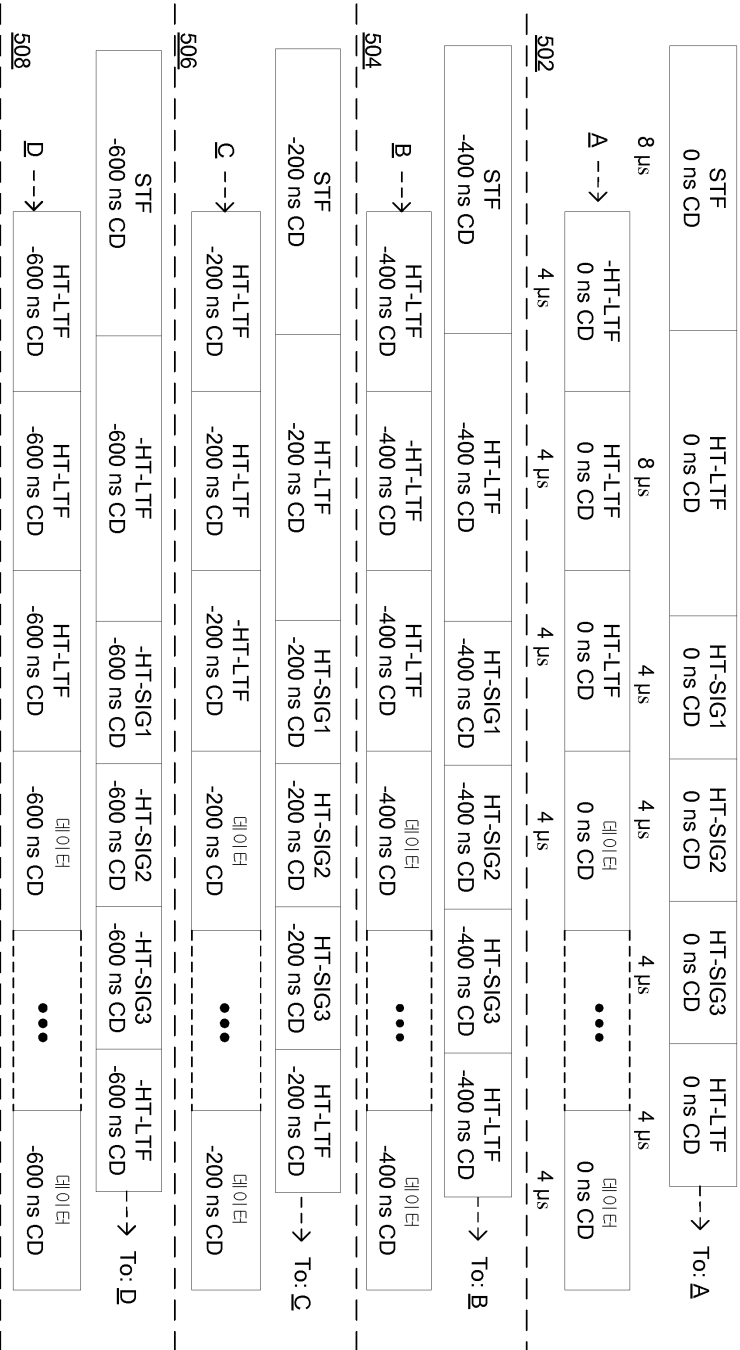 STF
0 ns CD
HT-LTF
0 ns CD
HT-SIG1
0 ns CD
HT-SIG2
0 ns CD
HT-SIG3
0 ns CD
HT-LTF
0 ns CD
To: A
8 µs
8 µs
4 µs
4 µs
4 µs
4 µs
A
-HT-LTF
0 ns CD
HT-LTF
0 ns CD
HT-LTF
0 ns CD
데이터
0 ns CD
데이터
0 ns CD
502
4 µs
4 µs
4 µs
4 µs
4 µs
STF
-400 ns CD
HT-LTF
-400 ns CD
HT-SIG1
-400 ns CD
HT-SIG2
-400 ns CD
HT-SIG3
-400 ns CD
HT-LTF
-400 ns CD
To: B
B
HT-LTF
-400 ns CD
-HT-LTF
-400 ns CD
HT-LTF
-400 ns CD
데이터
-400 ns CD
데이터
-400 ns CD
504
STF
-200 ns CD
HT-LTF
-200 ns CD
HT-SIG1
-200 ns CD
HT-SIG2
-200 ns CD
HT-SIG3
-200 ns CD
HT-LTF
-200 ns CD
To: C
C
HT-LTF
-200 ns CD
HT-LTF
-200 ns CD
-HT-LTF
-200 ns CD
데이터
-200 ns CD
데이터
-200 ns CD
506
STF
-600 ns CD
-HT-LTF
-600 ns CD
-HT-SIG1
-600 ns CD
-HT-SIG2
-600 ns CD
-HT-SIG3
-600 ns CD
-HT-LTF
-600 ns CD
To: D
D
HT-LTF
-600 ns CD
HT-LTF
-600 ns CD
HT-LTF
-600 ns CD
데이터
-600 ns CD
데이터
-600 ns CD
508